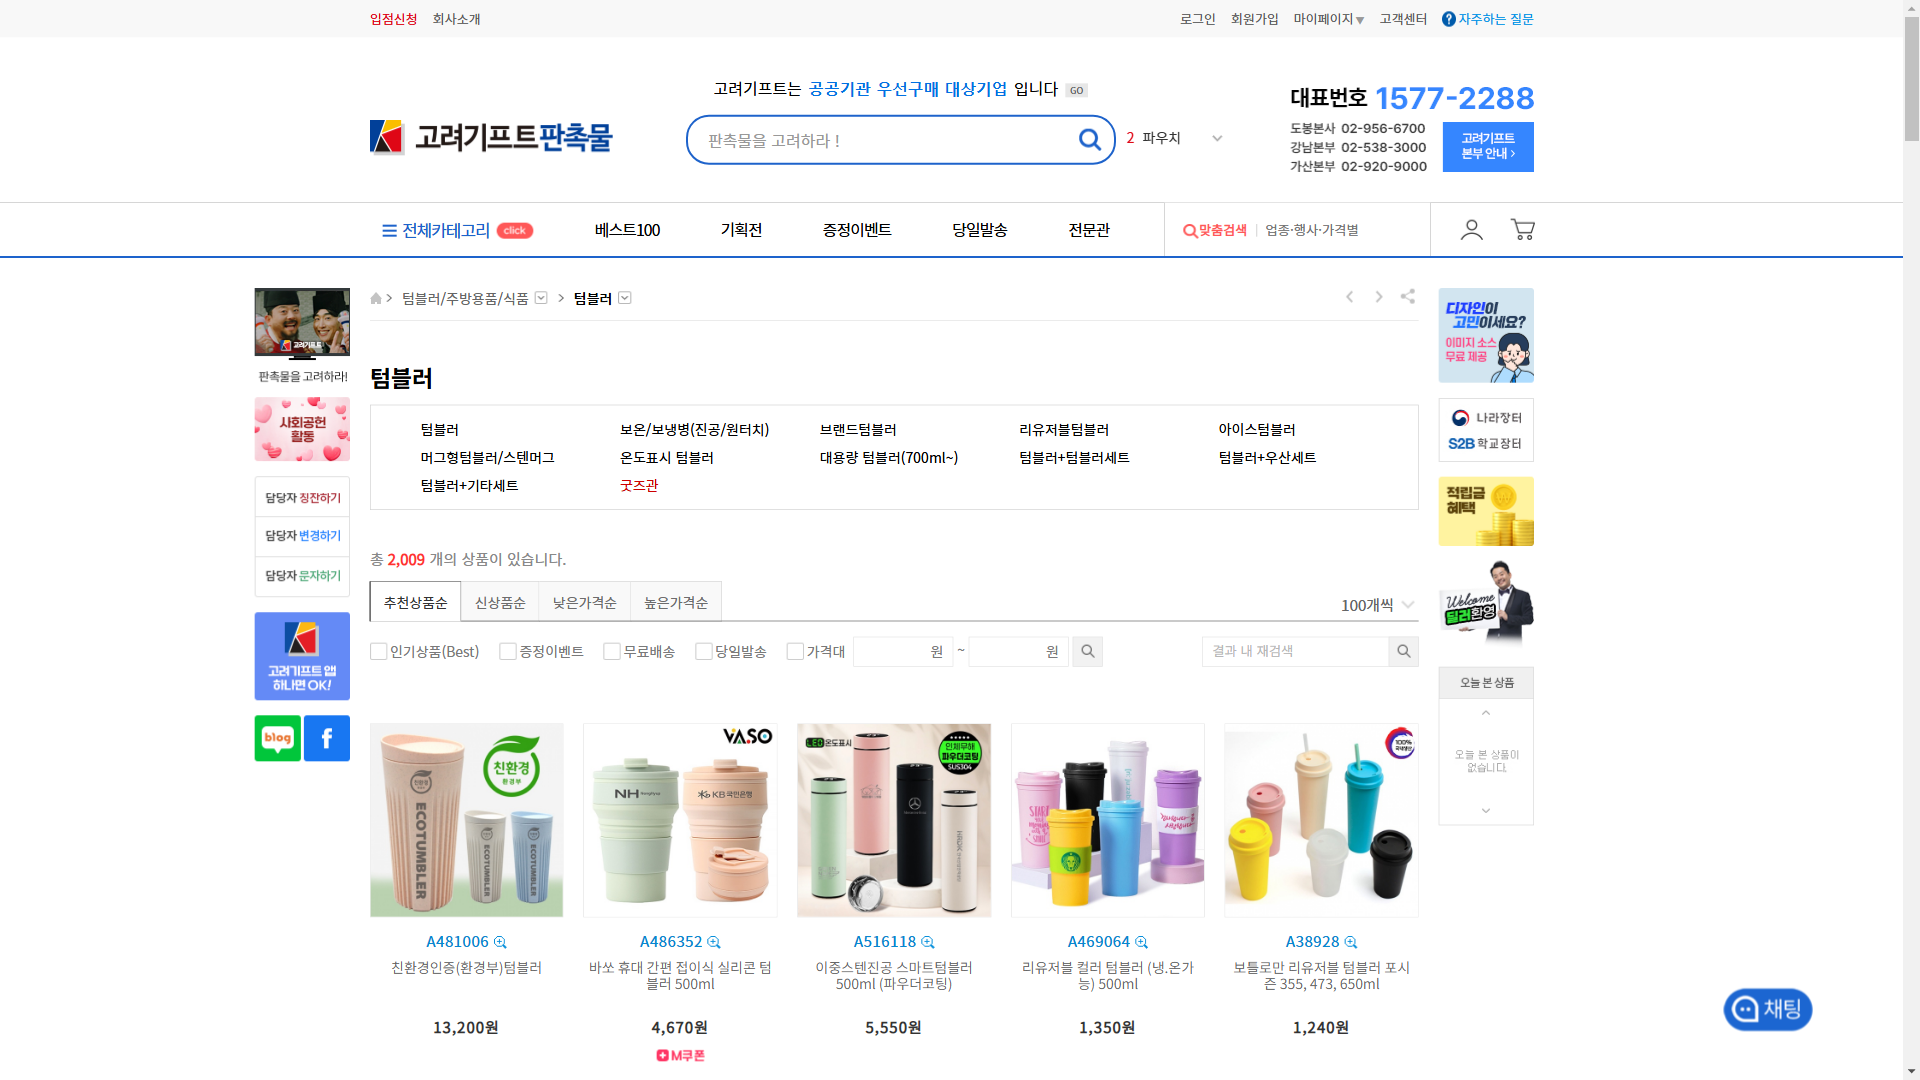 입점신청 회사소개
로그인 회원가입 마이페이지▼ 고객센터 ? 자주하는 질문
고려기프트는 공공기관 우선구매 대상기업 입니다 GO
고려기프트판촉물
판촉물을 고려하라 !
2 파우치
대표번호 1577-2288
도봉본사 02-956-6700
강남본부 02-538-3000
가산본부 02-920-9000
고려기프트
본부 안내 >
전체카테고리 click
베스트100
기획전
증정이벤트
당일발송
전문관
맞춤검색 | 업종·행사·가격별
고려기프트
판촉물을 고려하라!
사회공헌
활동
담당자 칭찬하기
담당자 변경하기
담당자 문자하기
고려기프트 앱
하나면 OK!
blog
f
> 텀블러/주방용품/식품 > 텀블러
텀블러
텀블러 보온/보냉병(진공/원터치) 브랜드텀블러 리유저블텀블러 아이스텀블러
머그형텀블러/스텐머그 온도표시 텀블러 대용량 텀블러(700ml~) 텀블러+텀블러세트 텀블러+우산세트
텀블러+기타세트 굿즈관
총 2,009 개의 상품이 있습니다.
추천상품순 신상품순 낮은가격순 높은가격순
100개씩
인기상품(Best) 증정이벤트 무료배송 당일발송 가격대 원 ~ 원
결과 내 재검색
친환경
환경부
ECOTUMBLER
ECOTUMBLER
ECOTUMBLER
VASO
NH
KB 국민은행
LED 온도표시
인체무해
파우더코팅
SUS304
100%
A481006
친환경인증(환경부)텀블러
13,200원
A486352
바쏘 휴대 간편 접이식 실리콘 텀
블러 500ml
4,670원
M쿠폰
A516118
이중스텐진공 스마트텀블러
500ml (파우더코팅)
5,550원
A469064
리유저블 컬러 텀블러 (냉.온가
능) 500ml
1,350원
A38928
보틀로만 리유저블 텀블러 포시
즌 355, 473, 650ml
1,240원
디자인이
고민이세요?
이미지 소스
무료 제공
나라장터
S2B 학교장터
적립금
혜택
Welcome
딜러환영
오늘 본 상품
오늘 본 상품이
없습니다.
채팅